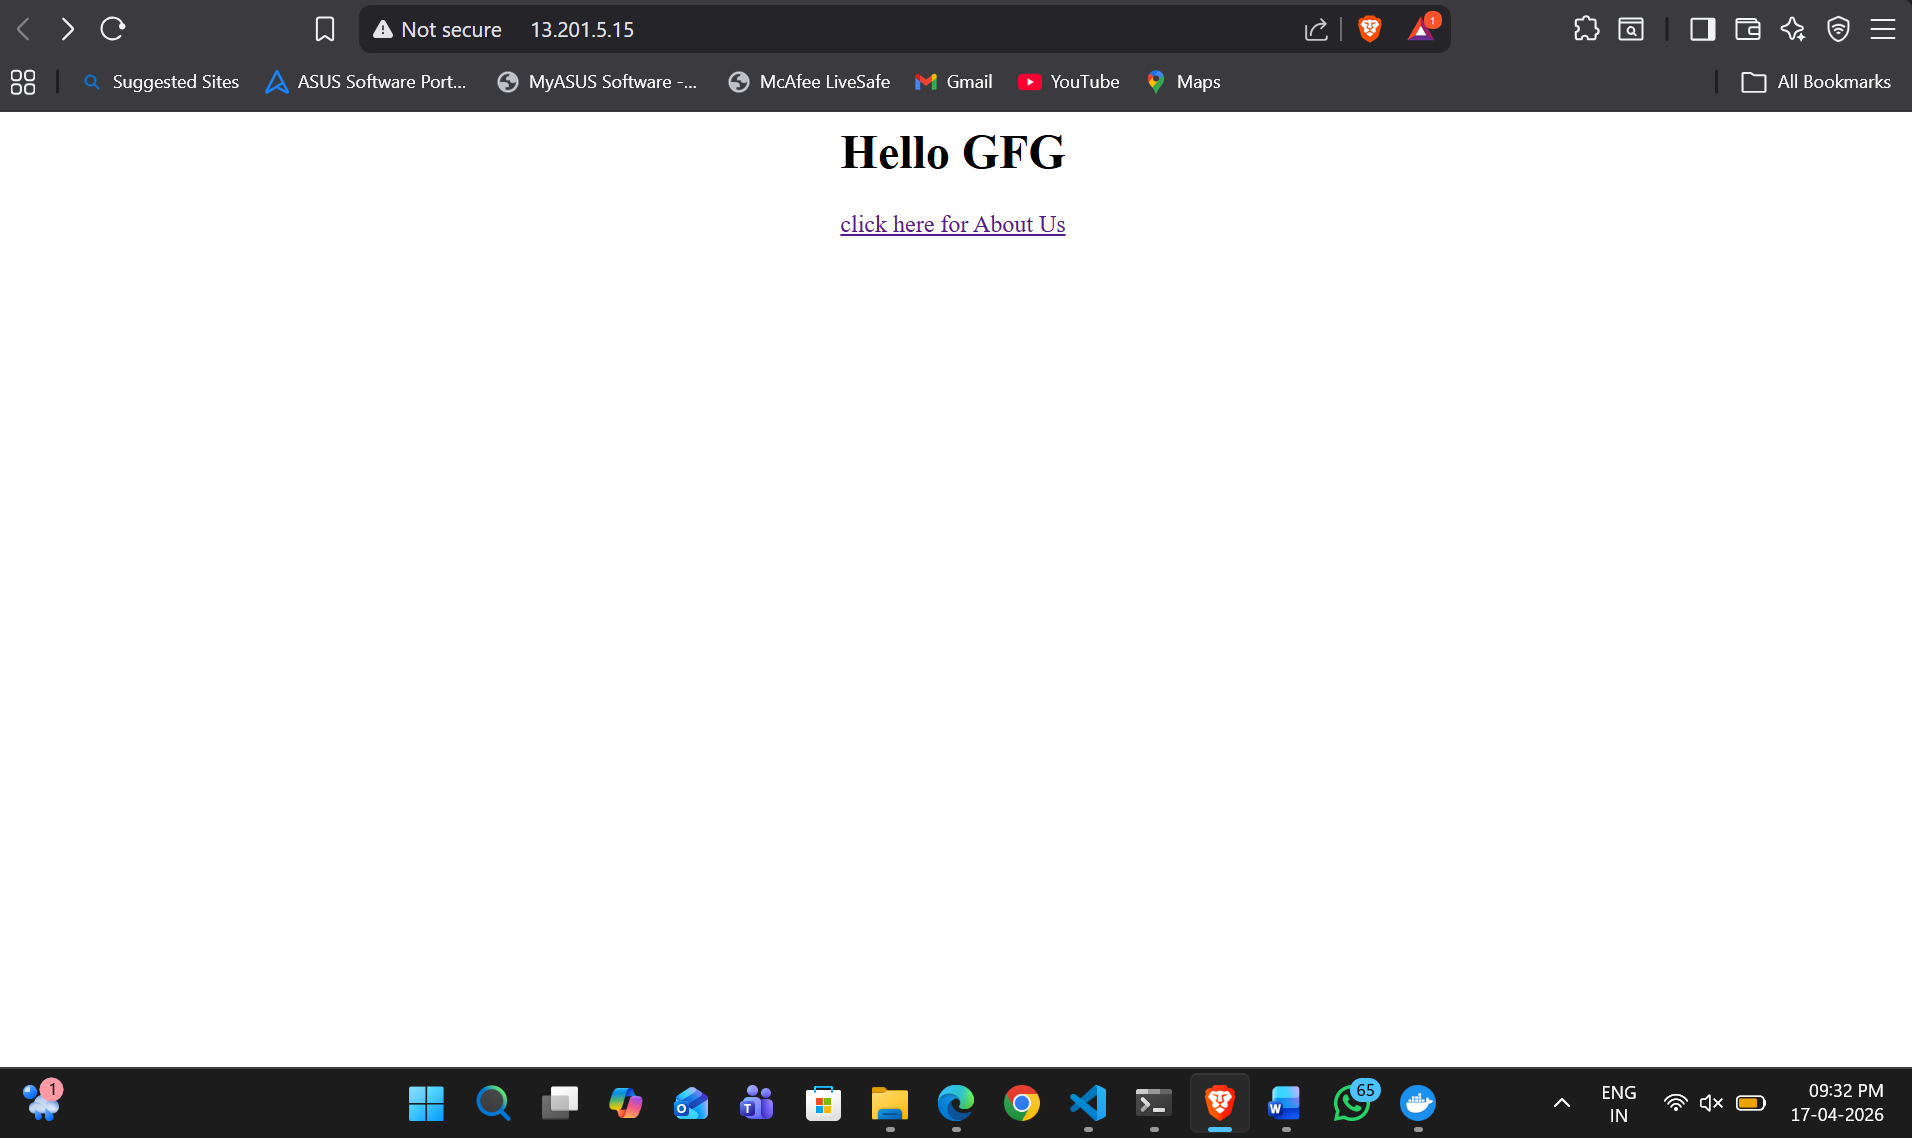 Not secure 13.201.5.15 1
Suggested Sites ASUS Software Port... MyASUS Software -... McAfee LiveSafe Gmail YouTube Maps All Bookmarks
Hello GFG
click here for About Us
1 65 ENG 09:32 PM
IN 17-04-2026